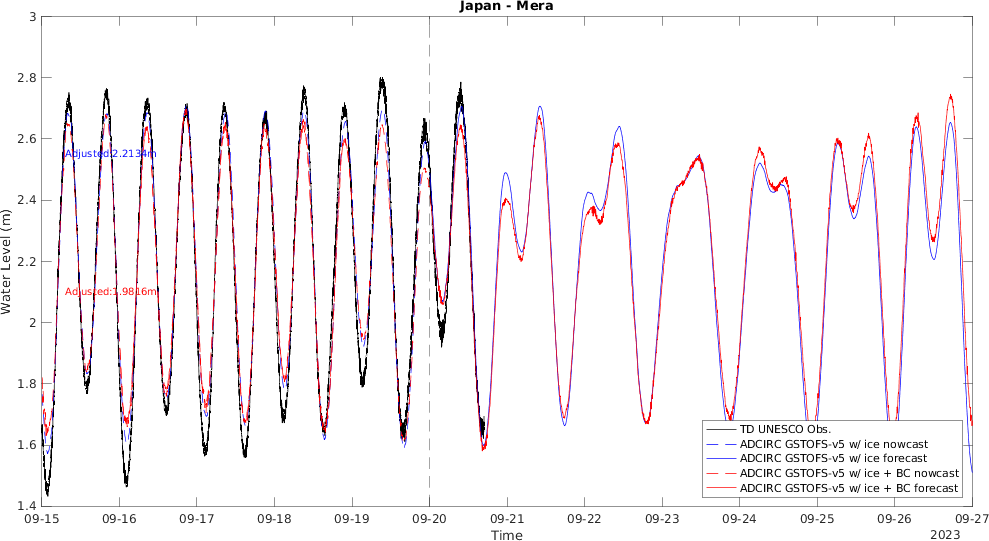 Japan - Mera
3
2.8
2.6
2.4
2.2
2
1.8
1.6
1.4
Water Level (m)
Adjusted:2.2134m
Adjusted:1.9816m
TD UNESCO Obs.
ADCIRC GSTOFS-v5 w/ ice nowcast
ADCIRC GSTOFS-v5 w/ ice forecast
ADCIRC GSTOFS-v5 w/ ice + BC nowcast
ADCIRC GSTOFS-v5 w/ ice + BC forecast
09-15 09-16 09-17 09-18 09-19 09-20 09-21 09-22 09-23 09-24 09-25 09-26 09-27
Time
2023